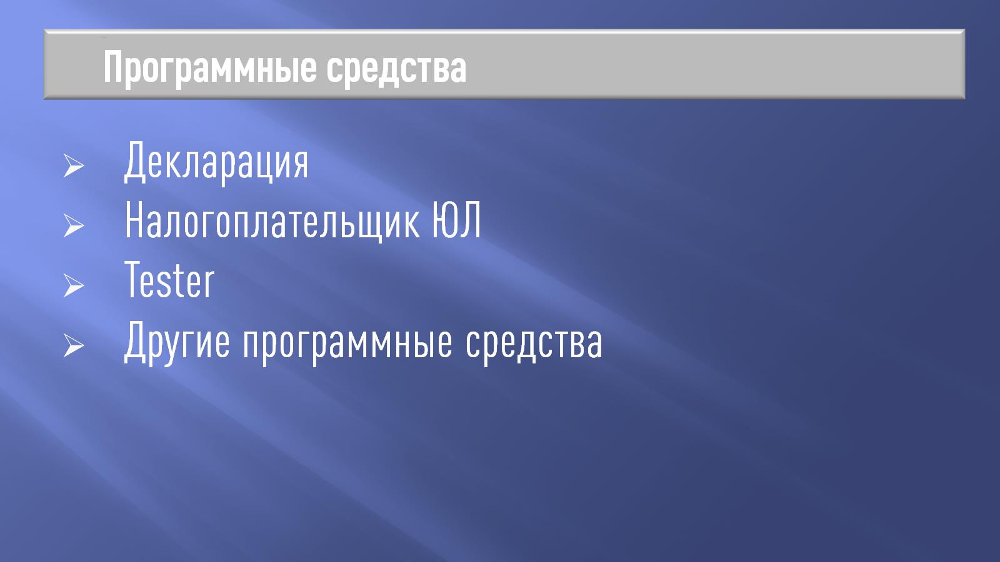 Программные средства
Декларация
Налогоплательщик ЮЛ
Tester
Другие программные средства